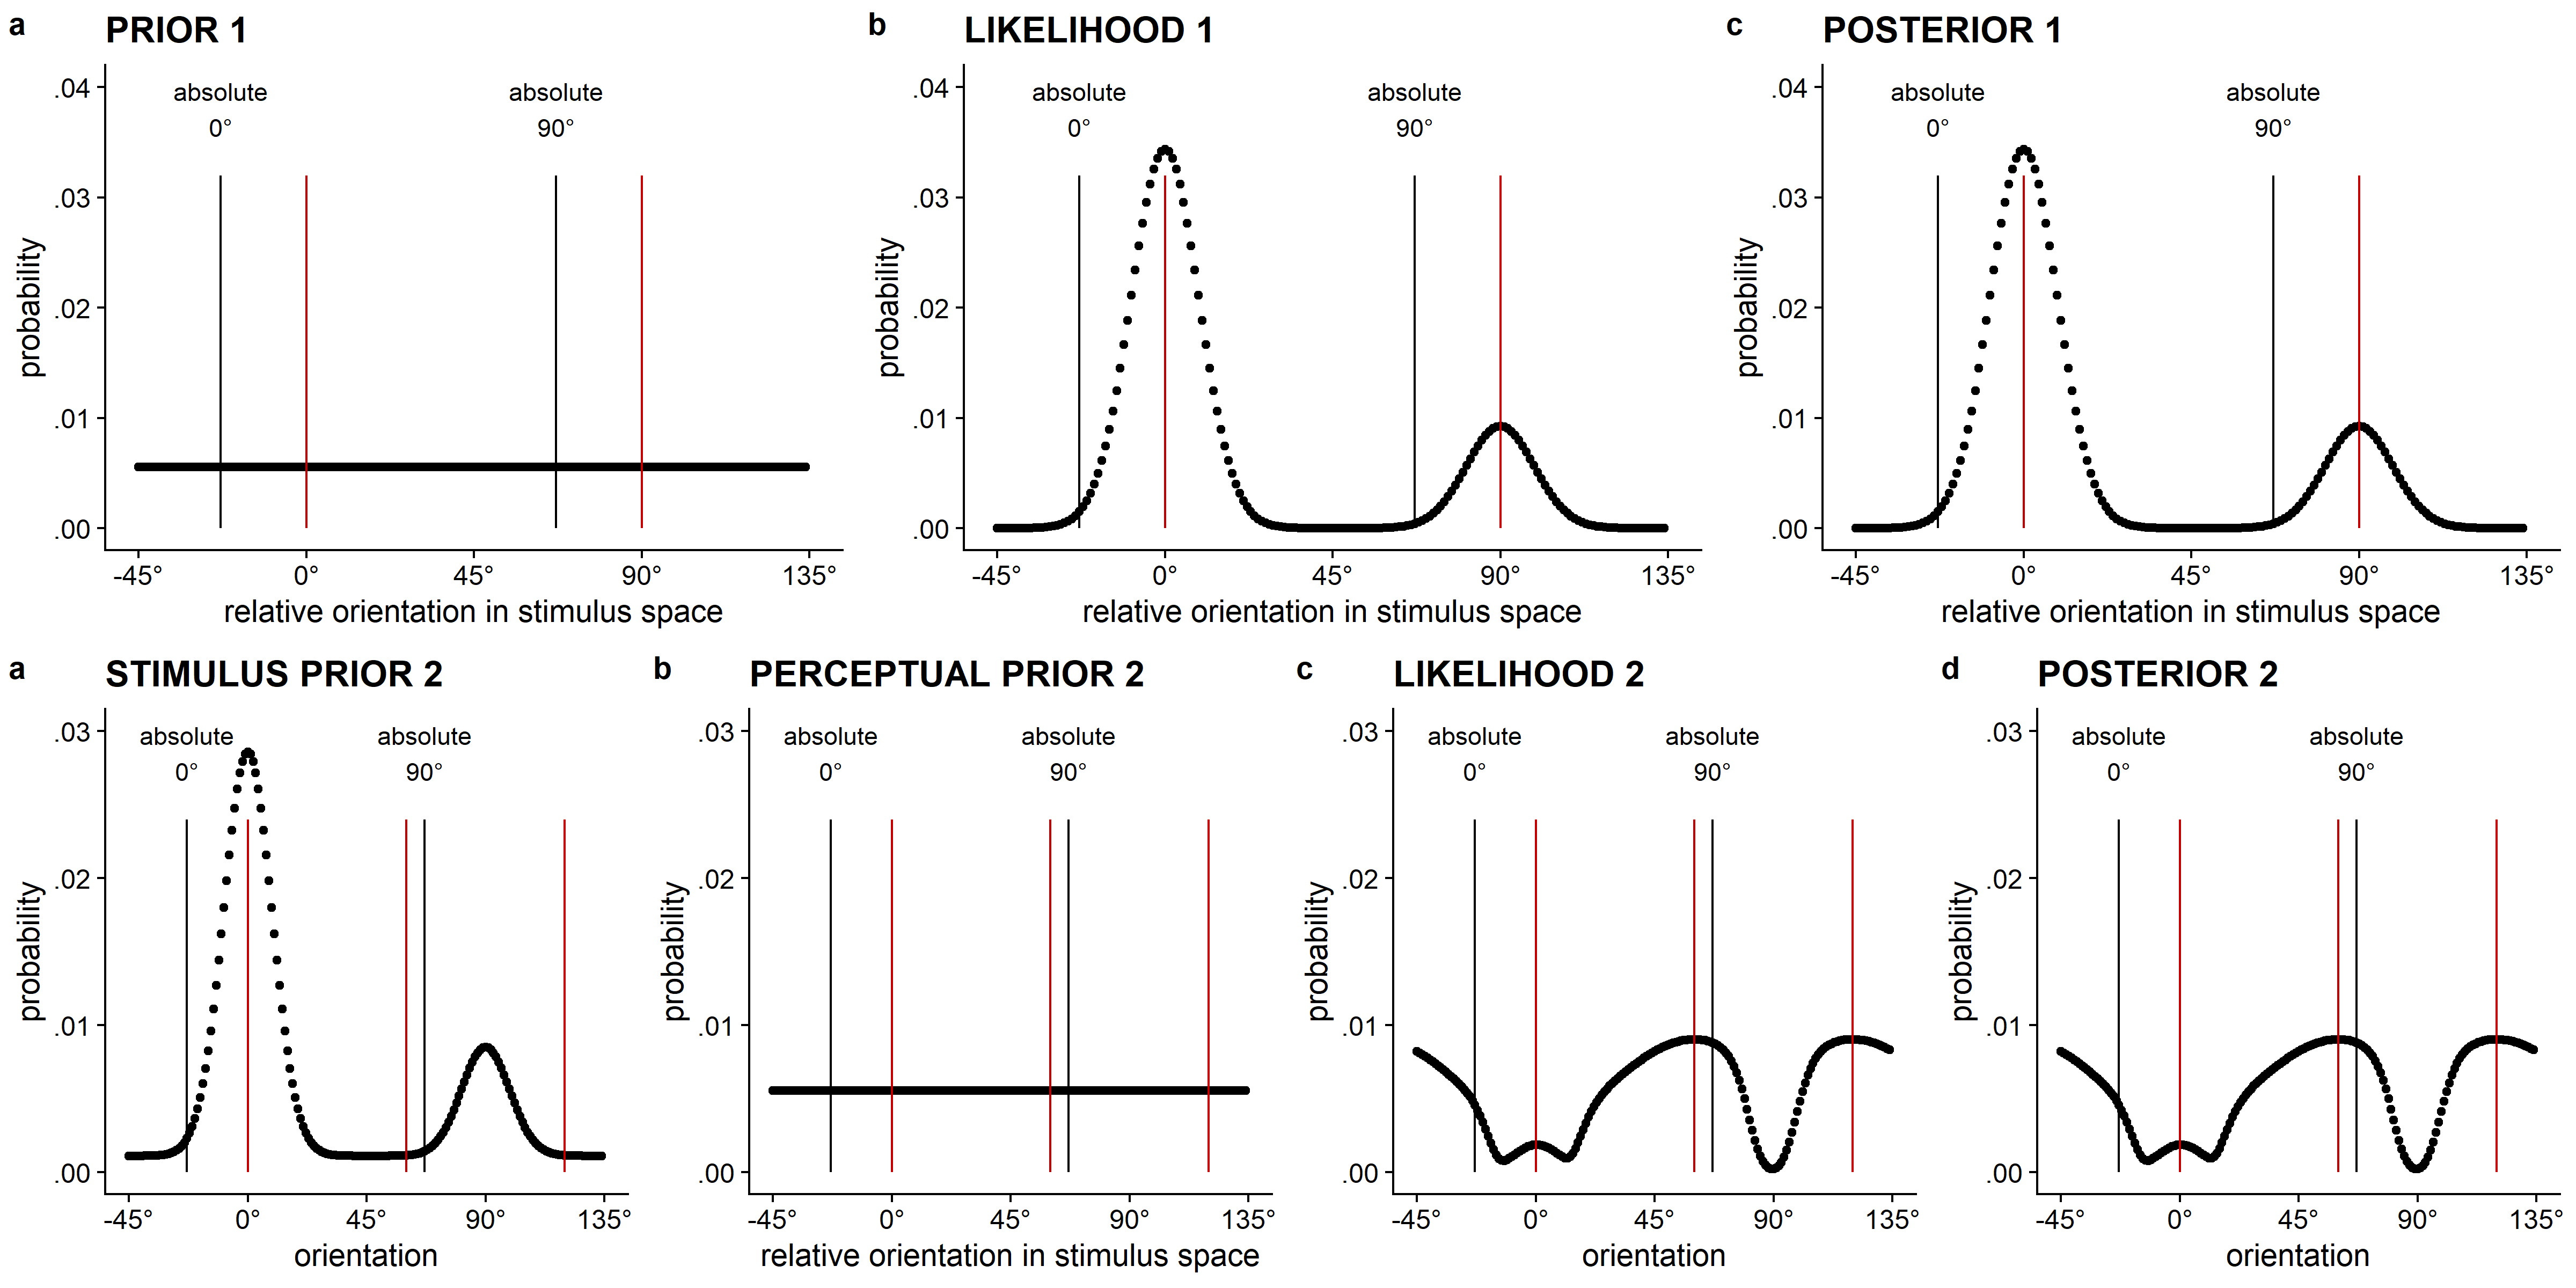 a PRIOR 1
absolute absolute
0° 90°
.04
.03
.02
.01
.00
probability
-45° 0° 45° 90° 135°
relative orientation in stimulus space
b LIKELIHOOD 1
absolute absolute
0° 90°
.04
.03
.02
.01
.00
probability
-45° 0° 45° 90° 135°
relative orientation in stimulus space
c POSTERIOR 1
absolute absolute
0° 90°
.04
.03
.02
.01
.00
probability
-45° 0° 45° 90° 135°
relative orientation in stimulus space
a STIMULUS PRIOR 2
absolute absolute
0° 90°
.03
.02
.01
.00
probability
-45° 0° 45° 90° 135°
orientation
b PERCEPTUAL PRIOR 2
absolute absolute
0° 90°
.03
.02
.01
.00
probability
-45° 0° 45° 90° 135°
relative orientation in stimulus space
c LIKELIHOOD 2
absolute absolute
0° 90°
.03
.02
.01
.00
probability
-45° 0° 45° 90° 135°
orientation
d POSTERIOR 2
absolute absolute
0° 90°
.03
.02
.01
.00
probability
-45° 0° 45° 90° 135°
orientation